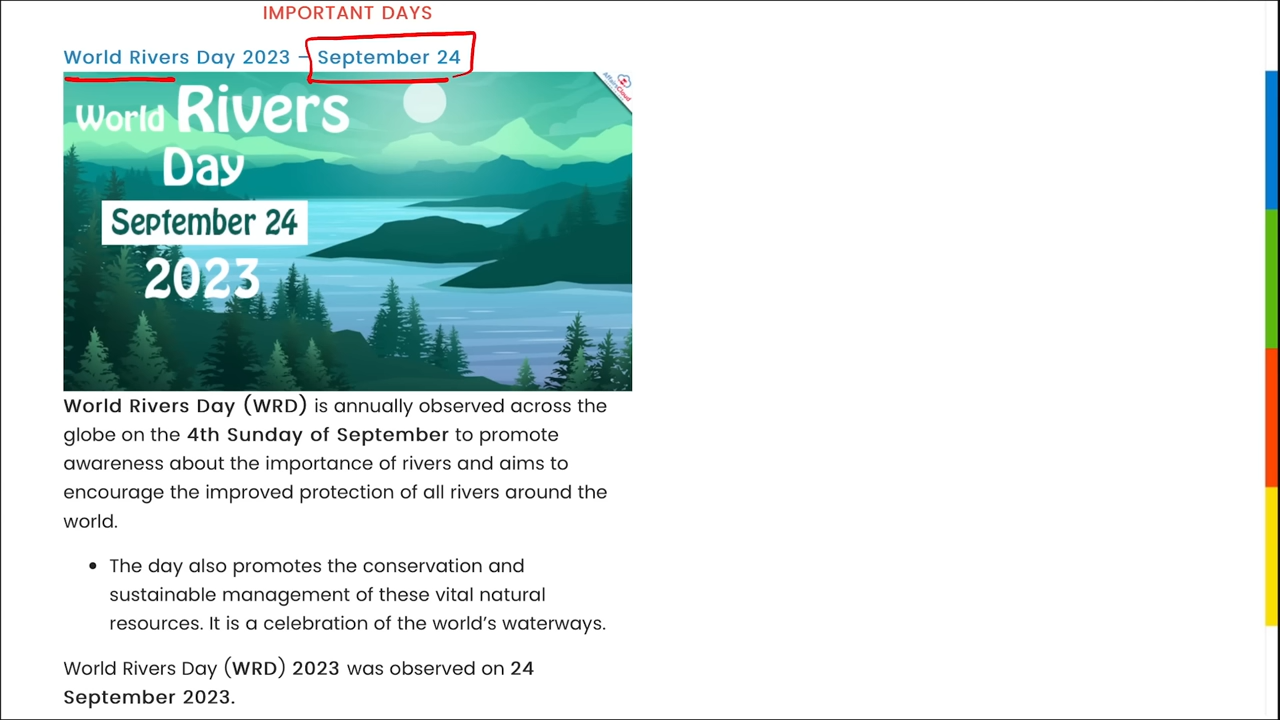 IMPORTANT DAYS
World Rivers Day 2023 – September 24
AffairsCloud
World Rivers
Day
September 24
2023
World Rivers Day (WRD) is annually observed across the
globe on the 4th Sunday of September to promote
awareness about the importance of rivers and aims to
encourage the improved protection of all rivers around the
world.
• The day also promotes the conservation and
sustainable management of these vital natural
resources. It is a celebration of the world’s waterways.
World Rivers Day (WRD) 2023 was observed on 24
September 2023.